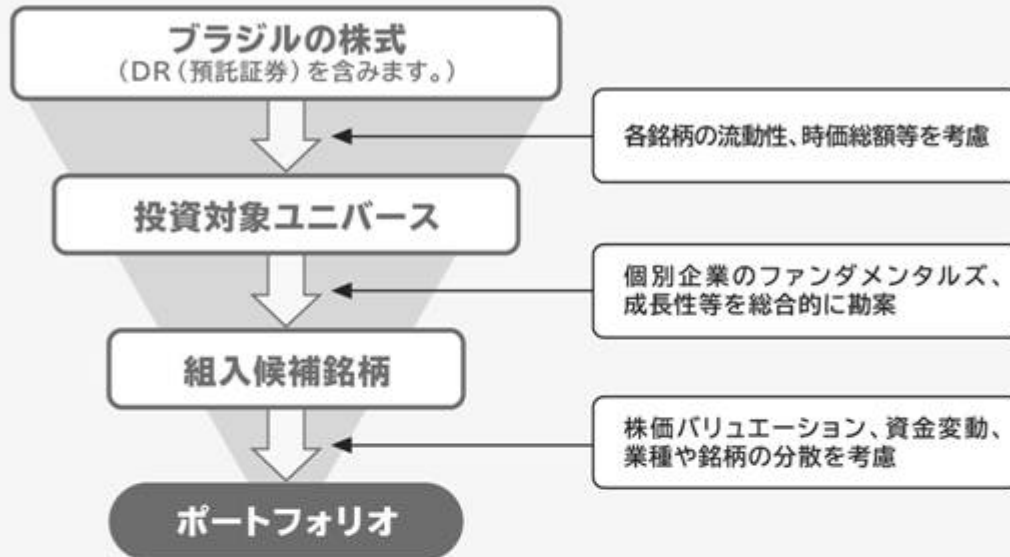 ブラジルの株式
（DR（預託証券）を含みます。）
各銘柄の流動性、時価総額等を考慮
投資対象ユニバース
個別企業のファンダメンタルズ、
成長性等を総合的に勘案
組入候補銘柄
株価バリュエーション、資金変動、
業種や銘柄の分散を考慮
ポートフォリオ